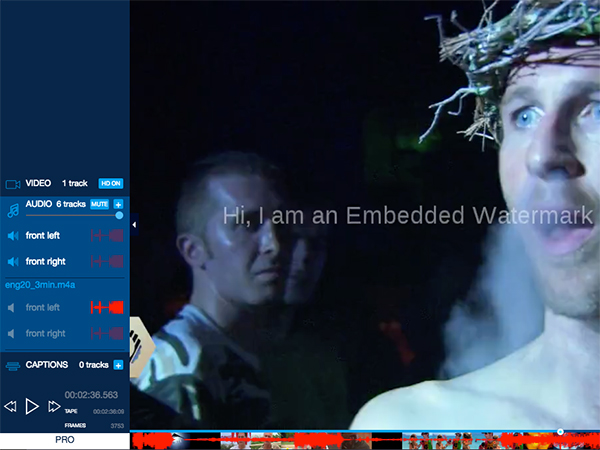 VIDEO 1 track HD ON
AUDIO 6 tracks MUTE +
front left
front right
eng20_3min.m4a
front left
front right
CAPTIONS 0 tracks +
00:02:36.563
TAPE 00:02:36:09
FRAMES 3753
PRO
Hi, I am an Embedded Watermark